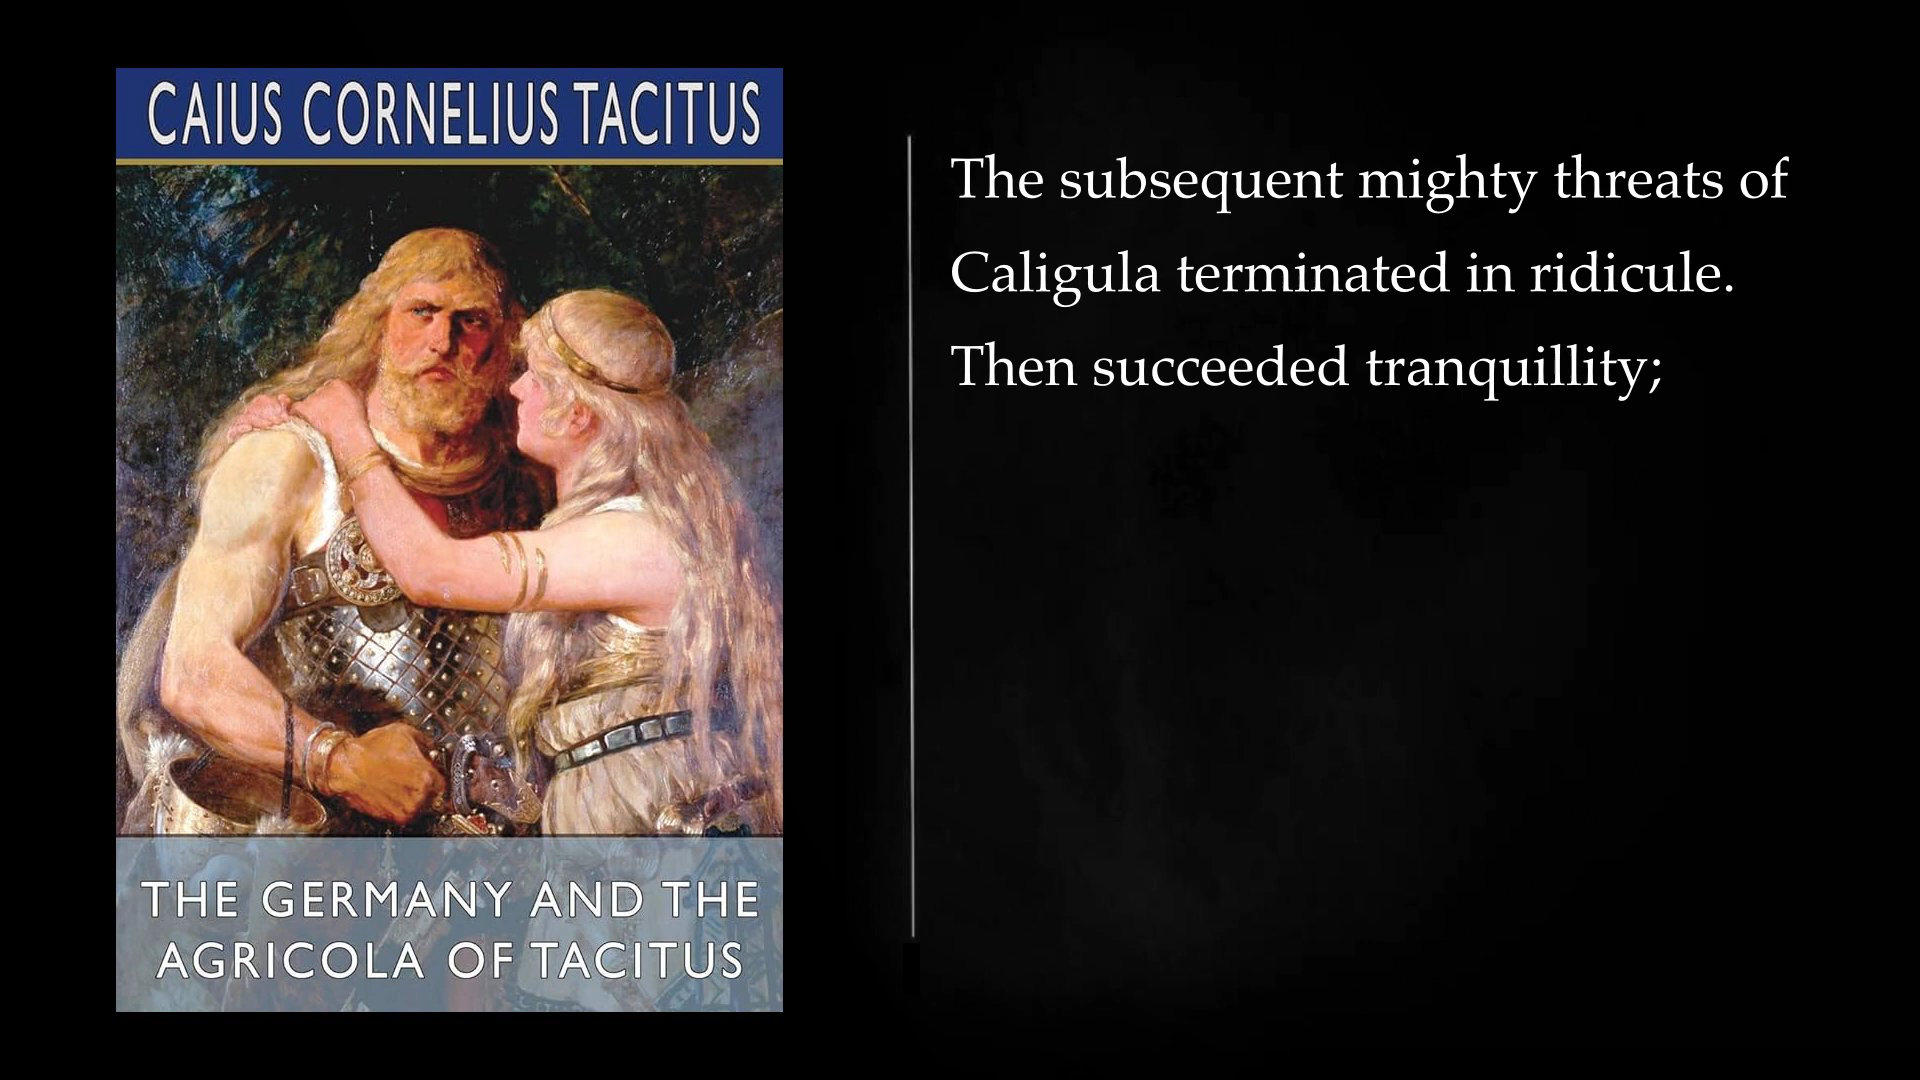 CAIUS CORNELIUS TACITUS
THE GERMANY AND THE
AGRICOLA OF TACITUS
The subsequent mighty threats of
Caligula terminated in ridicule.
Then succeeded tranquillity;